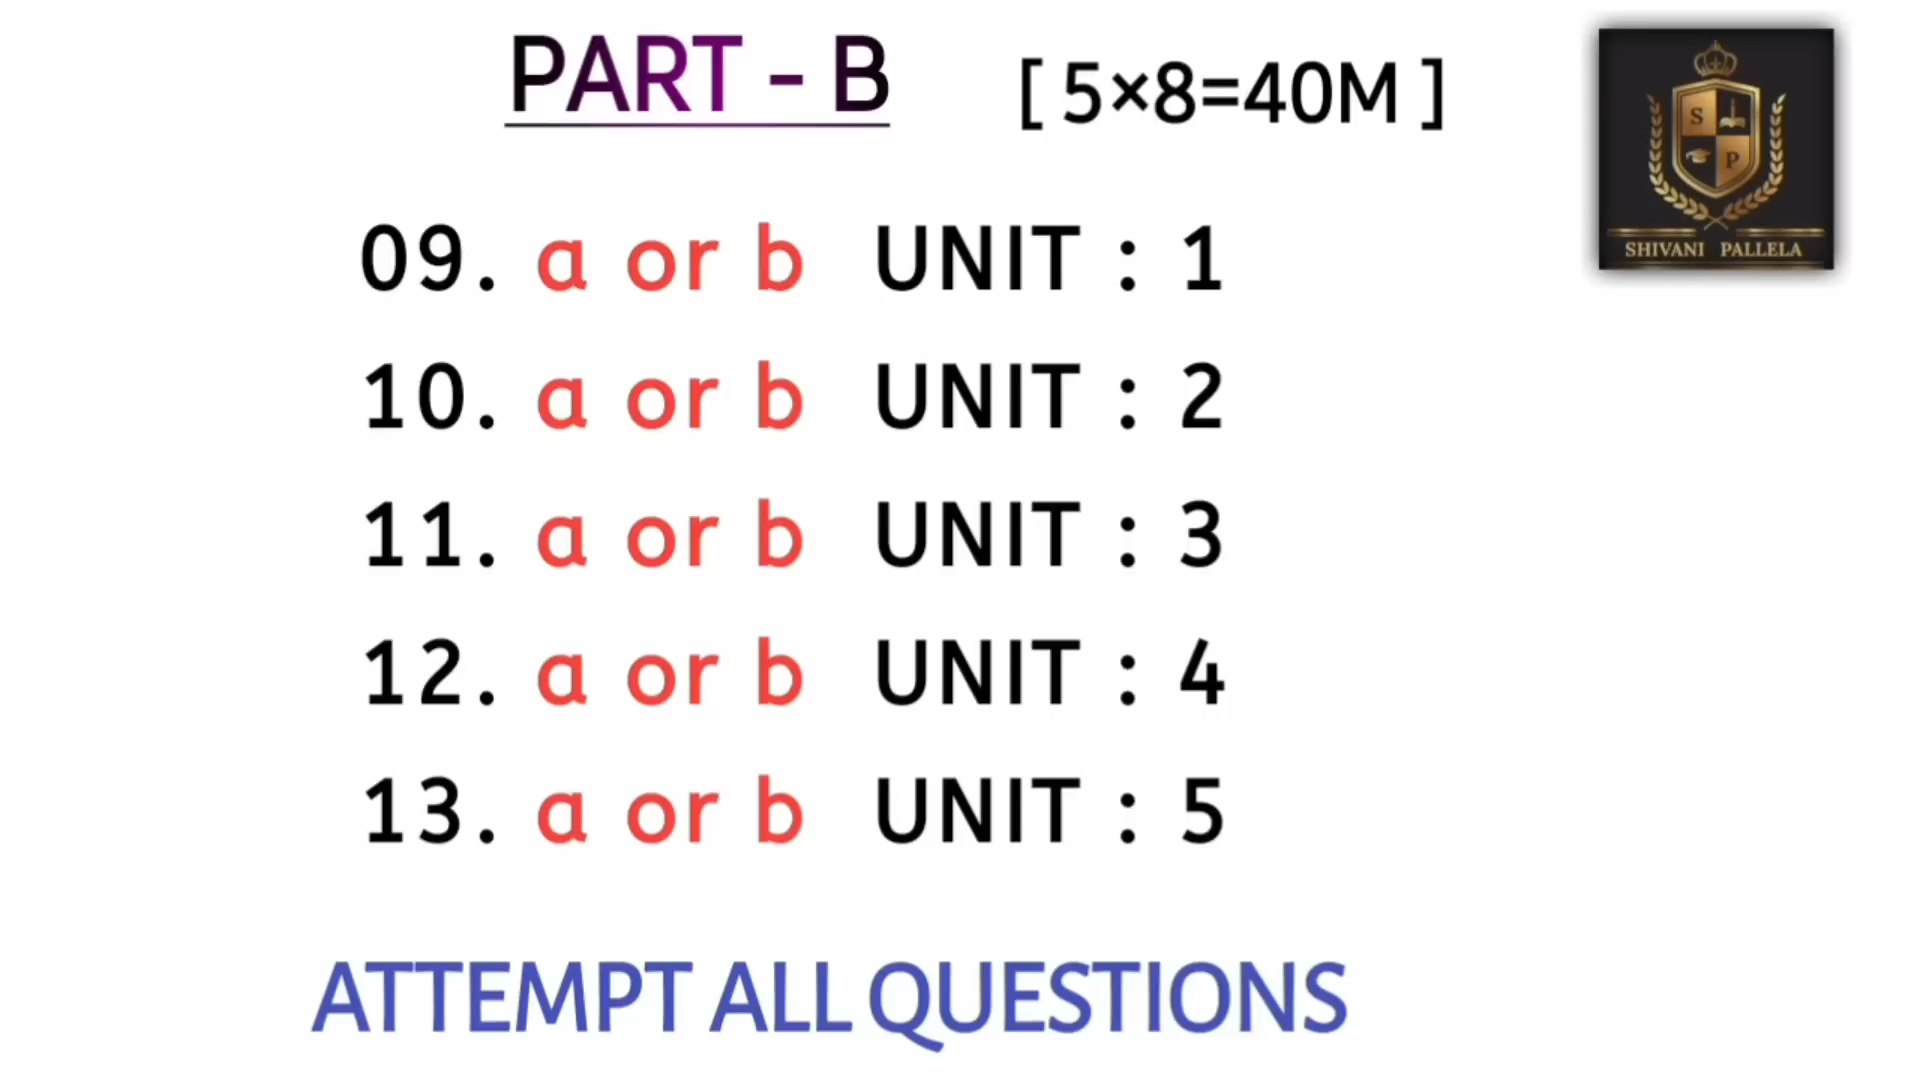 PART - B [ 5×8=40M ]
S
P
SHIVANI PALLELA
09. a or b UNIT : 1
10. a or b UNIT : 2
11. a or b UNIT : 3
12. a or b UNIT : 4
13. a or b UNIT : 5
ATTEMPT ALL QUESTIONS